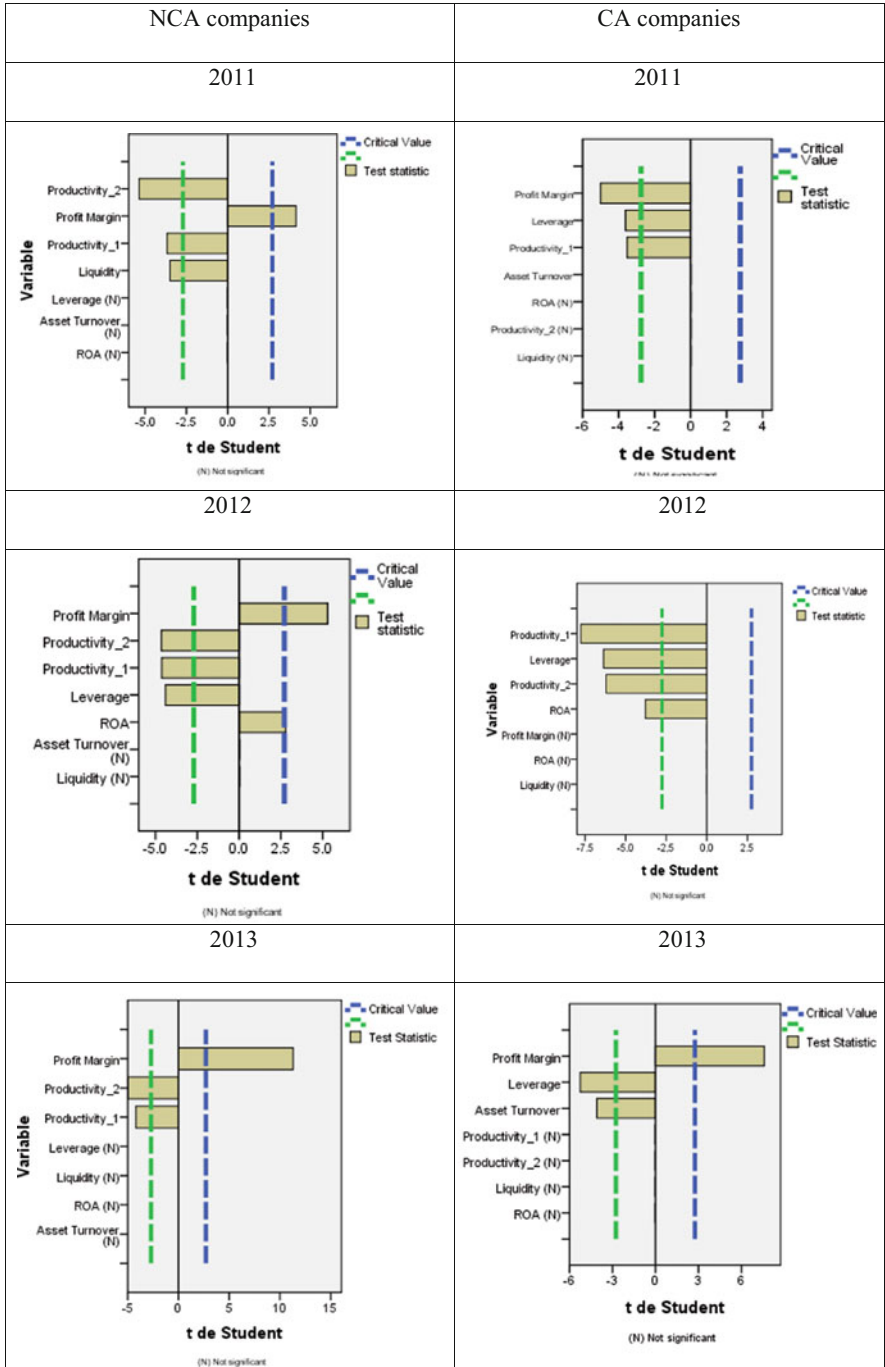 NCA companies
CA companies
2011
2011
Critical Value
Test statistic
Variable
Productivity_2
Profit Margin
Productivity_1
Liquidity
Leverage (N)
Asset Turnover
(N)
ROA (N)
-5.0 -2.5 0.0 2.5 5.0
t de Student
(N) Not significant
Critical
Value
Test
statistic
Profit Margin
Leverage
Productivity_1
Asset Turnover
ROA (N)
Productivity_2 (N)
Liquidity (N)
-6 -4 -2 0 2 4
t de Student
(N) Not significant
2012
2012
Critical
Value
Test
statistic
Profit Margin
Productivity_2
Productivity_1
Leverage
ROA
Asset Turnover
(N)
Liquidity (N)
-5.0 -2.5 0.0 2.5 5.0
t de Student
(N) Not significant
Critical Value
Test statistic
Variable
Productivity_1
Leverage
Productivity_2
ROA
Profit Margin (N)
ROA (N)
Liquidity (N)
-7.5 -5.0 -2.5 0.0 2.5
t de Student
(N) Not significant
2013
2013
Critical Value
Test Statistic
Variable
Profit Margin
Productivity_2
Productivity_1
Leverage (N)
Liquidity (N)
ROA (N)
Asset Turnover
(N)
-5 0 5 10 15
t de Student
(N) Not significant
Critical Value
Test Statistic
Variable
Profit Margin
Leverage
Asset Turnover
Productivity_1 (N)
Productivity_2 (N)
Liquidity (N)
ROA (N)
-6 -3 0 3 6
t de Student
(N) Not significant